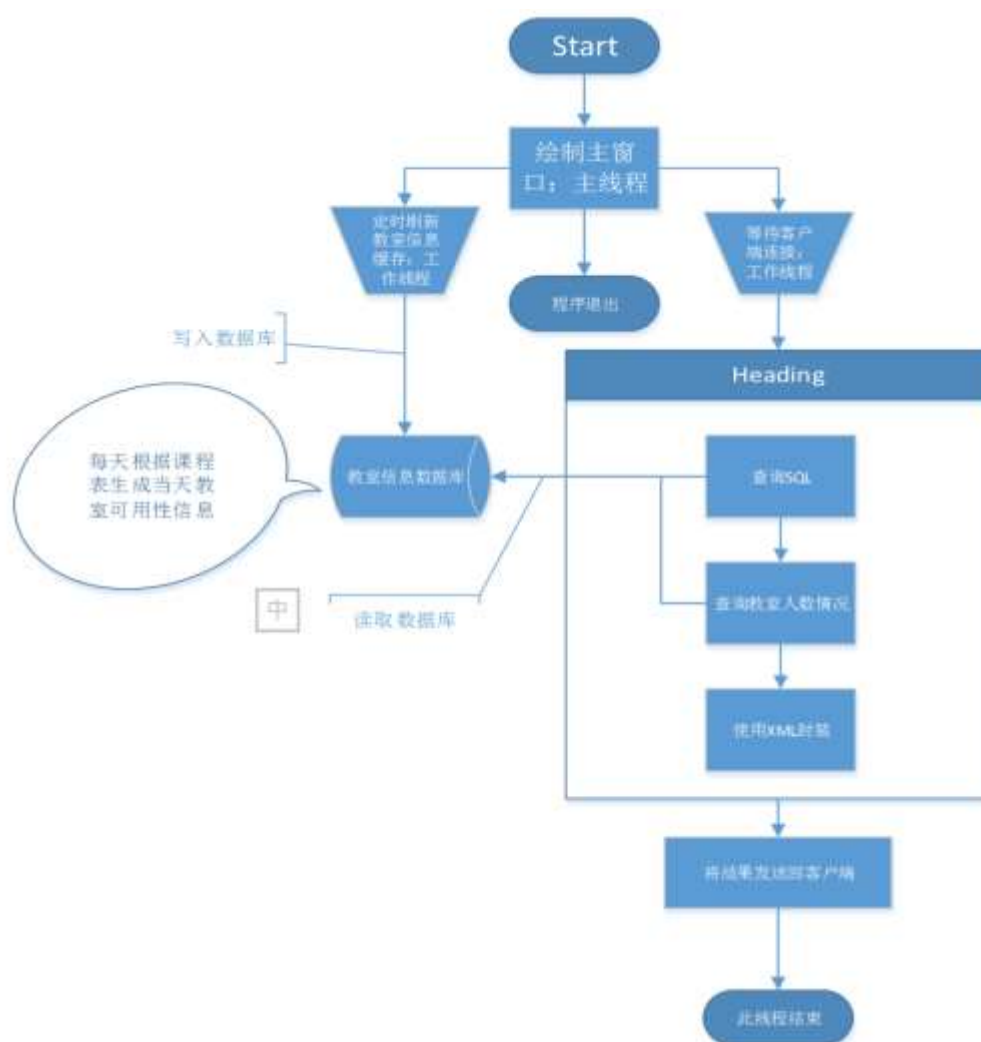 Start
绘制主窗
口：主线程
定时刷新
教室信息
缓存：工
作线程
等待客户
端连接：
工作线程
程序退出
写入数据库
Heading
每天根据课程
表生成当天教
室可用性信息
教室信息数据库
查询SQL
中
读取数据库
查询教室人数情况
使用XML封装
将结果发送回客户端
此线程结束